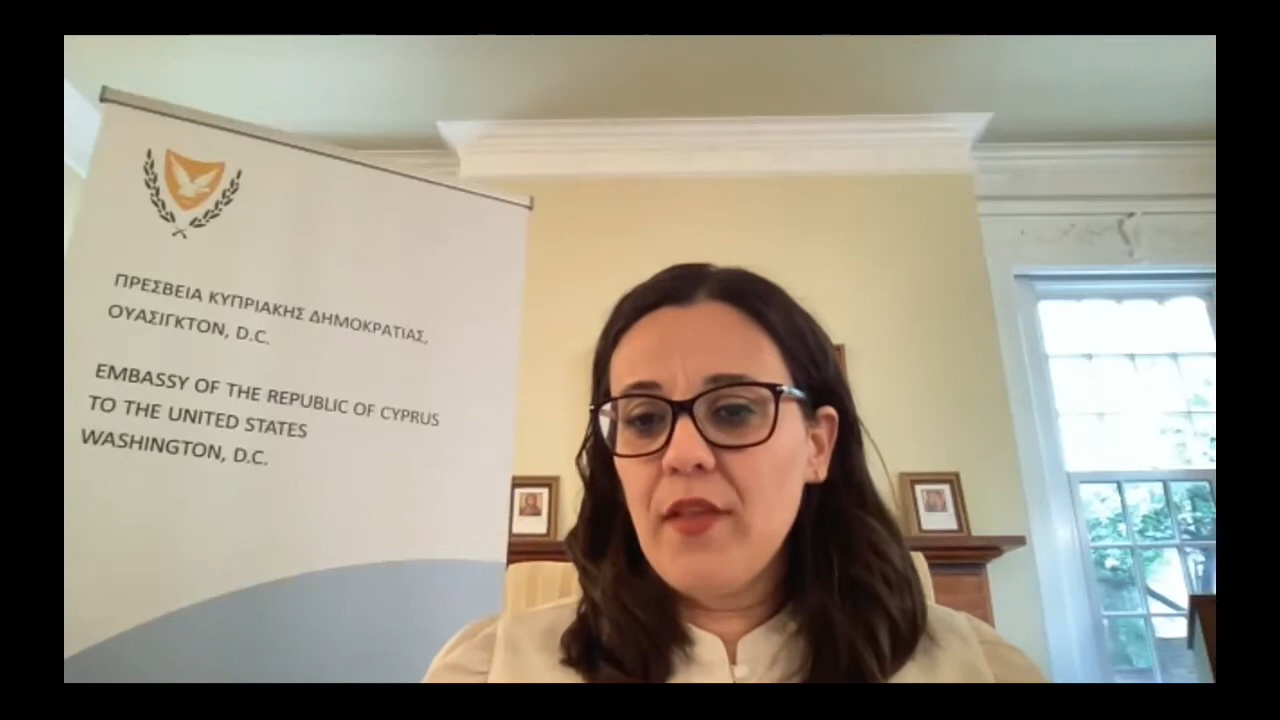 ΠΡΕΣΒΕΙΑ ΚΥΠΡΙΑΚΗΣ ΔΗΜΟΚΡΑΤΙΑΣ,
ΟΥΑΣΙΓΚΤΟΝ, D.C.
EMBASSY OF THE REPUBLIC OF CYPRUS
TO THE UNITED STATES
WASHINGTON, D.C.